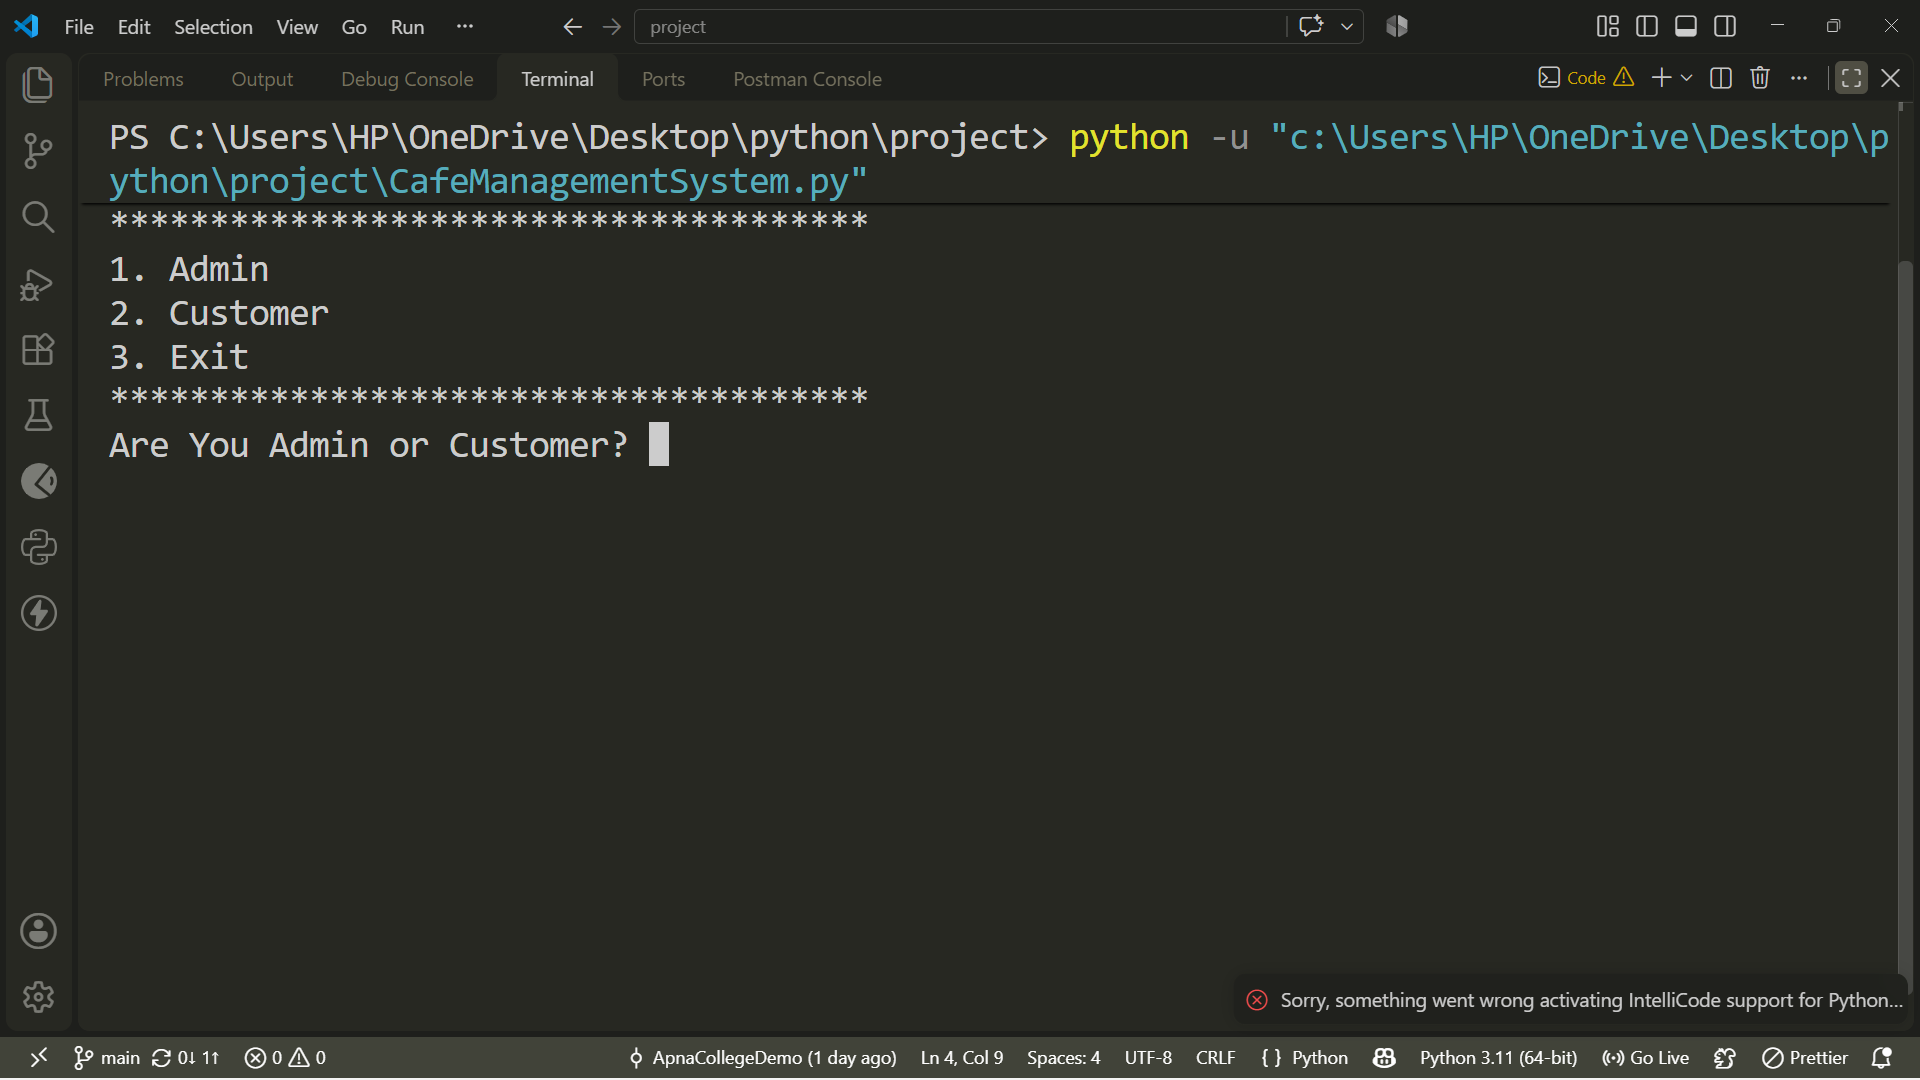 File Edit Selection View Go Run ···
project
Problems Output Debug Console Terminal Ports Postman Console
Code
PS C:\Users\HP\OneDrive\Desktop\python\project> python -u "c:\Users\HP\OneDrive\Desktop\p
ython\project\CafeManagementSystem.py"
**************************************
1. Admin
2. Customer
3. Exit
**************************************
Are You Admin or Customer?
Sorry, something went wrong activating IntelliCode support for Python...
main 0↓ 1↑ 0 0 ApnaCollegeDemo (1 day ago) Ln 4, Col 9 Spaces: 4 UTF-8 CRLF { } Python Python 3.11 (64-bit) Go Live Prettier